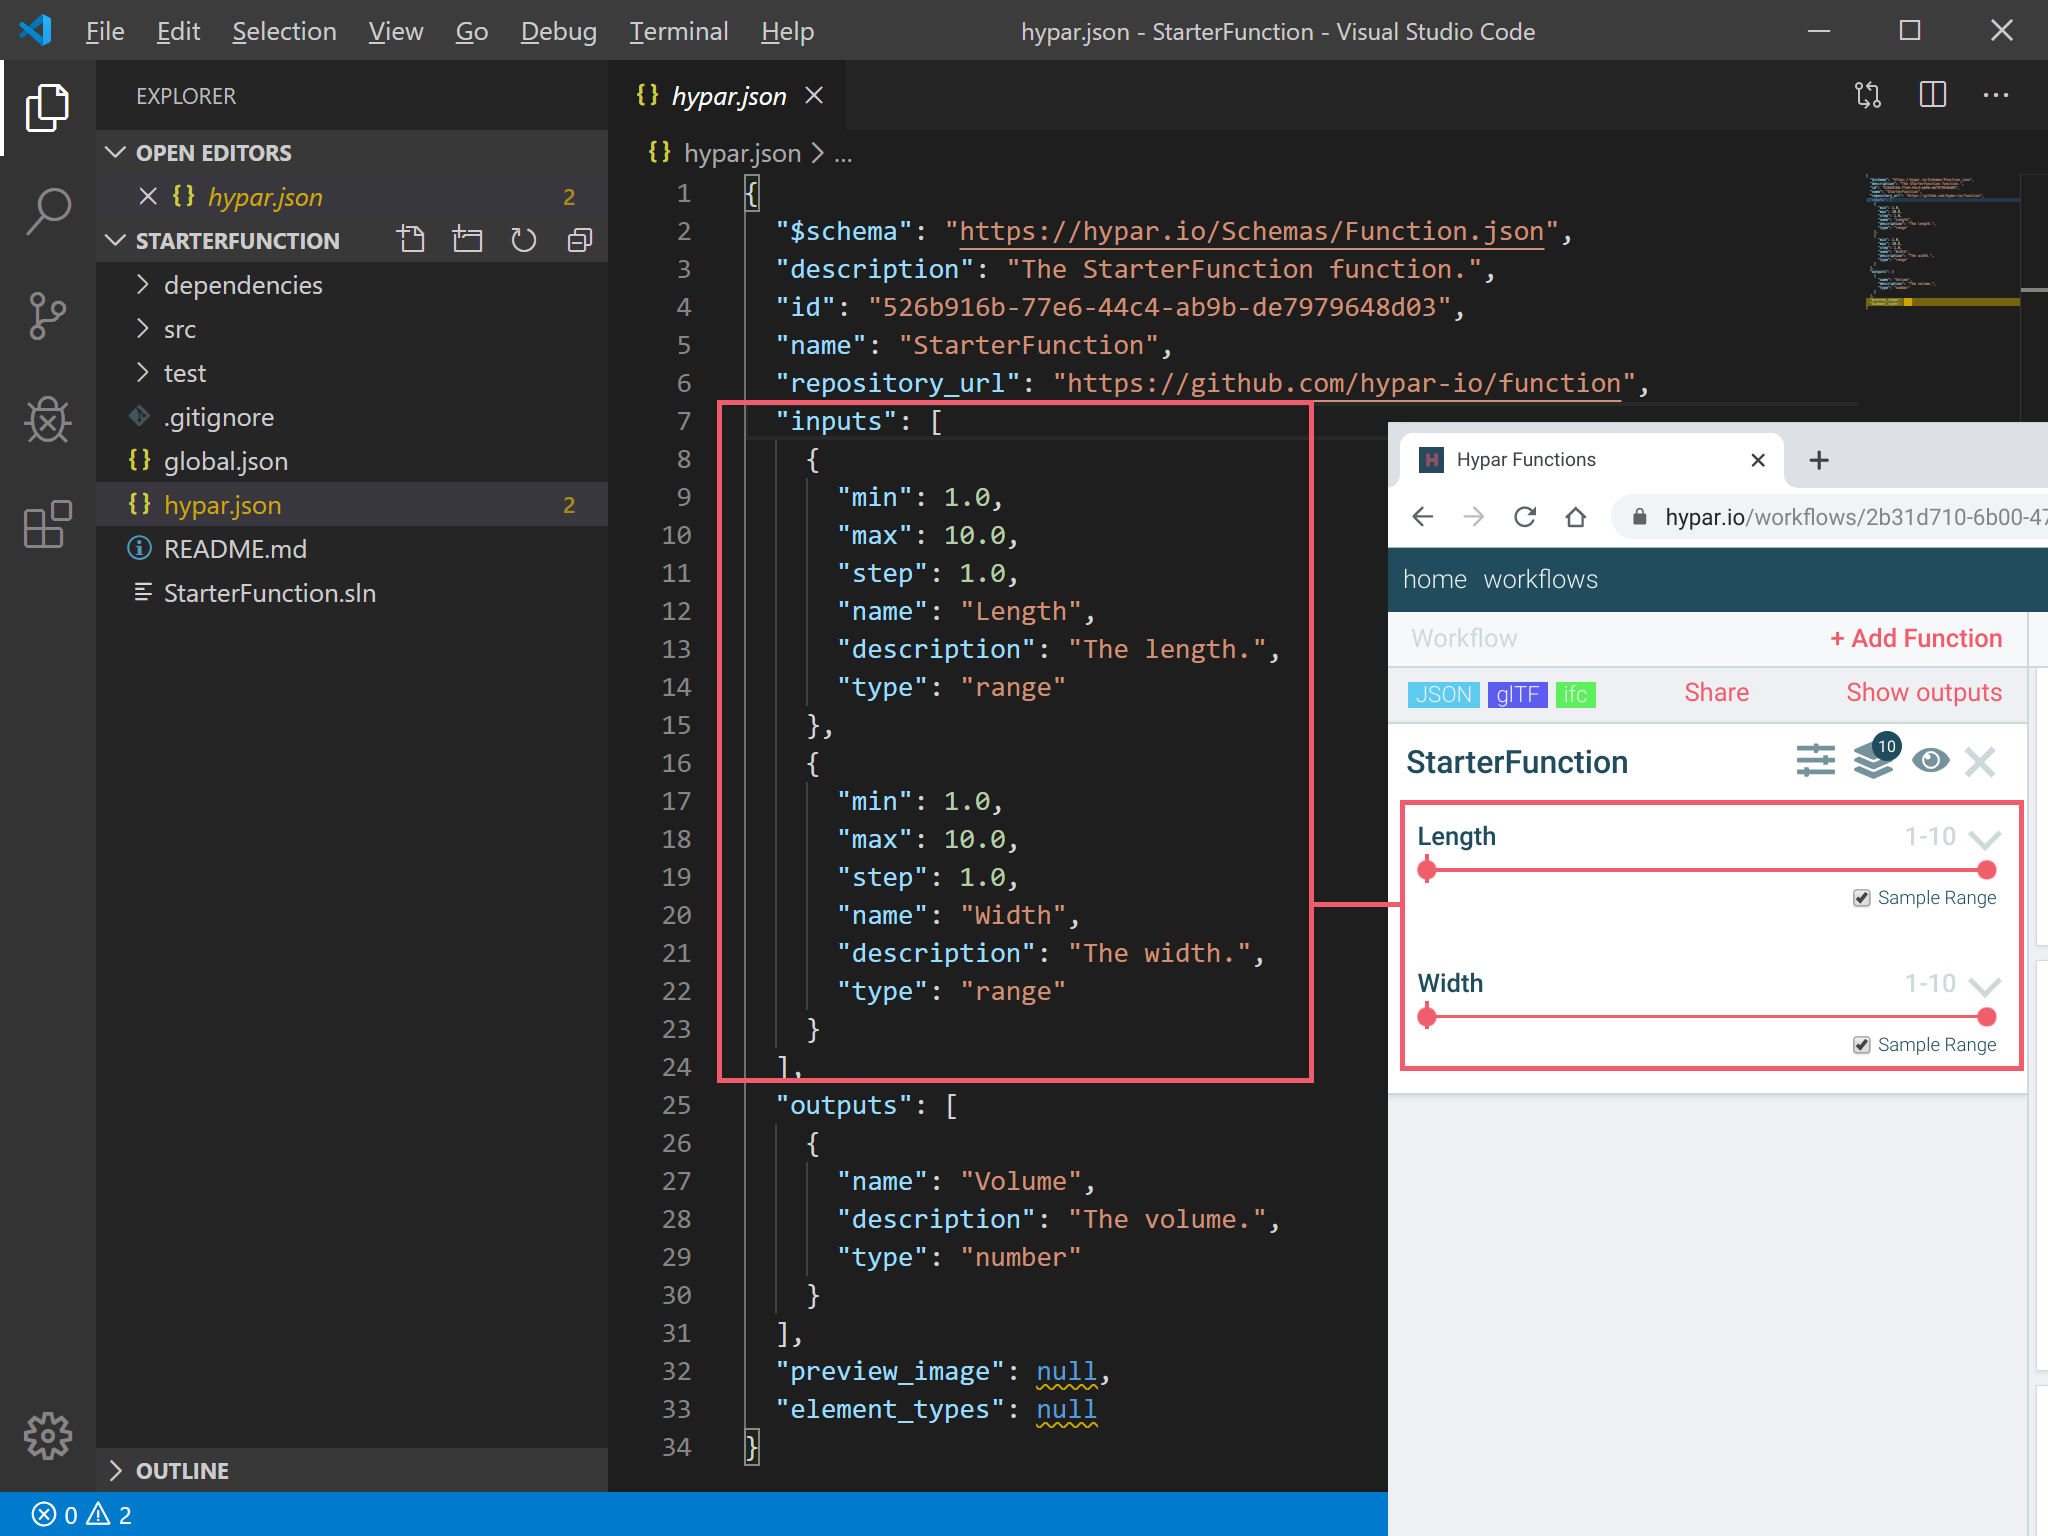 File Edit Selection View Go Debug Terminal Help
hypar.json - StarterFunction - Visual Studio Code
EXPLORER
OPEN EDITORS
{} hypar.json 2
STARTERFUNCTION
dependencies
src
test
.gitignore
{} global.json
{} hypar.json 2
README.md
StarterFunction.sln
OUTLINE
0 2
{} hypar.json
{} hypar.json > ...
1 {
2 "$schema": "https://hypar.io/Schemas/Function.json",
3 "description": "The StarterFunction function.",
4 "id": "526b916b-77e6-44c4-ab9b-de7979648d03",
5 "name": "StarterFunction",
6 "repository_url": "https://github.com/hypar-io/function",
7 "inputs": [
8 {
9 "min": 1.0,
10 "max": 10.0,
11 "step": 1.0,
12 "name": "Length",
13 "description": "The length.",
14 "type": "range"
15 },
16 {
17 "min": 1.0,
18 "max": 10.0,
19 "step": 1.0,
20 "name": "Width",
21 "description": "The width.",
22 "type": "range"
23 }
24 ],
25 "outputs": [
26 {
27 "name": "Volume",
28 "description": "The volume.",
29 "type": "number"
30 }
31 ],
32 "preview_image": null,
33 "element_types": null
34 }
H Hypar Functions
hypar.io/workflows/2b31d710-6b00-47
home workflows
Workflow + Add Function
JSON glTF ifc Share Show outputs
StarterFunction 10
Length 1-10
Sample Range
Width 1-10
Sample Range